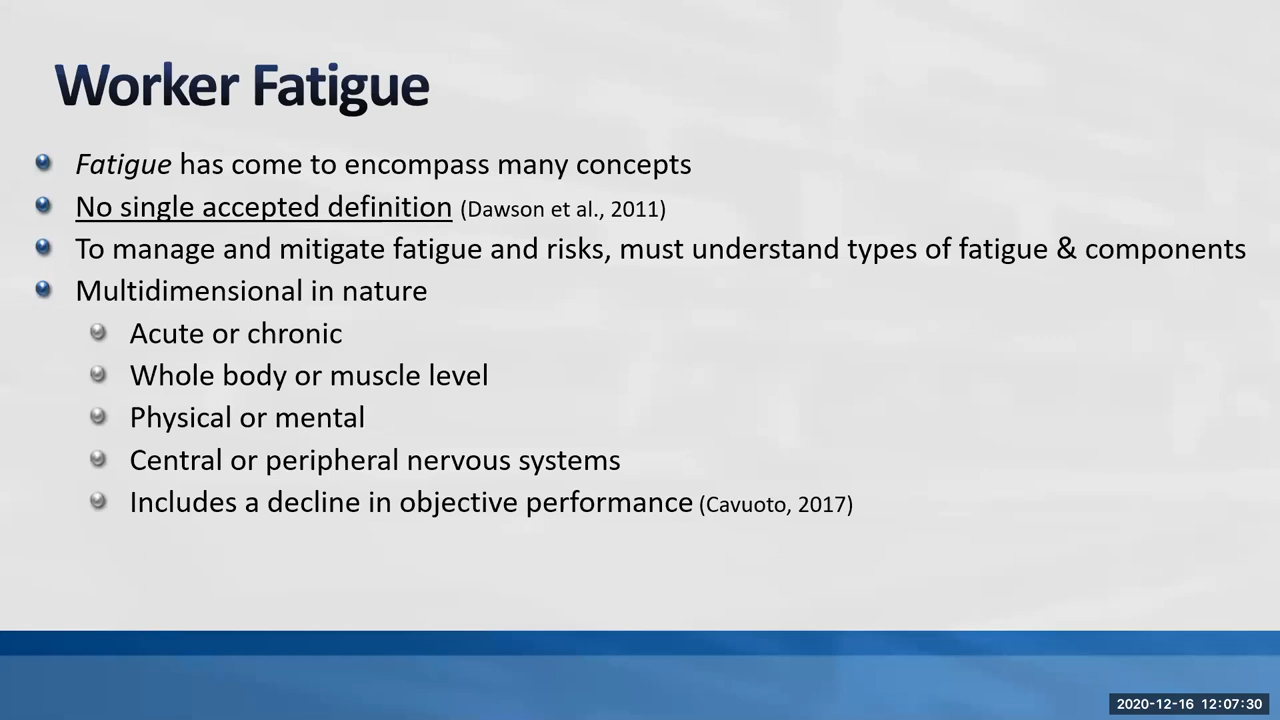 Worker Fatigue
Fatigue has come to encompass many concepts
No single accepted definition (Dawson et al., 2011)
To manage and mitigate fatigue and risks, must understand types of fatigue & components
Multidimensional in nature
Acute or chronic
Whole body or muscle level
Physical or mental
Central or peripheral nervous systems
Includes a decline in objective performance (Cavuoto, 2017)
2020-12-16 12:07:30